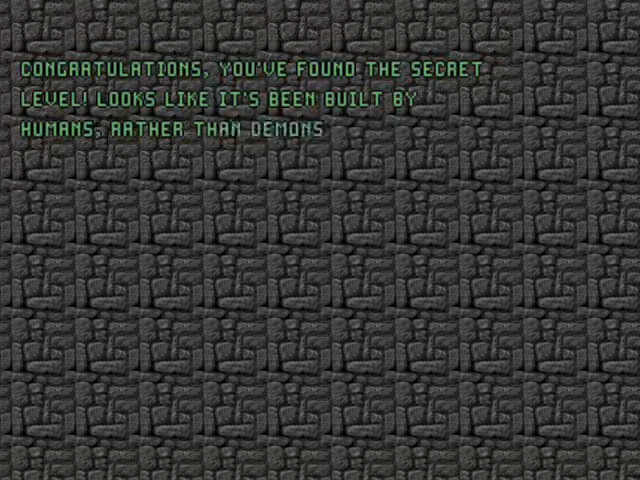 CONGRATULATIONS, YOU'VE FOUND THE SECRET
LEVEL! LOOKS LIKE IT'S BEEN BUILT BY
HUMANS, RATHER THAN DEMONS